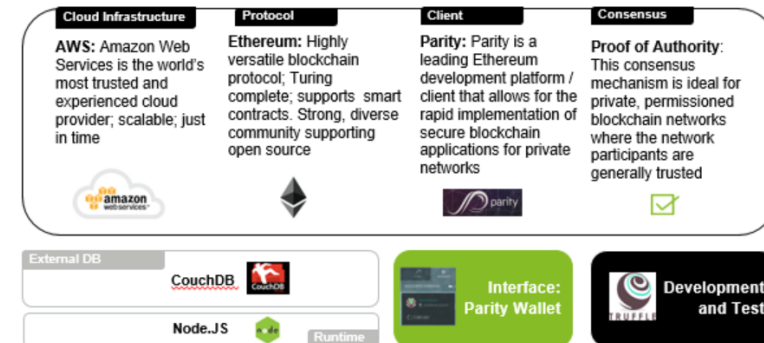 Cloud Infrastructure
AWS: Amazon Web
Services is the world's
most trusted and
experienced cloud
provider; scalable; just
in time
amazon
webservices™
Protocol
Ethereum: Highly
versatile blockchain
protocol; Turing
complete; supports smart
contracts. Strong, diverse
community supporting
open source
Client
Parity: Parity is a
leading Ethereum
development platform /
client that allows for the
rapid implementation of
secure blockchain
applications for private
networks
parity
Consensus
Proof of Authority:
This consensus
mechanism is ideal for
private, permissioned
blockchain networks
where the network
participants are
generally trusted
External DB
CouchDB
CouchDB
Node.JS
node
Runtime
Interface:
Parity Wallet
TRUFFLE
Development
and Test